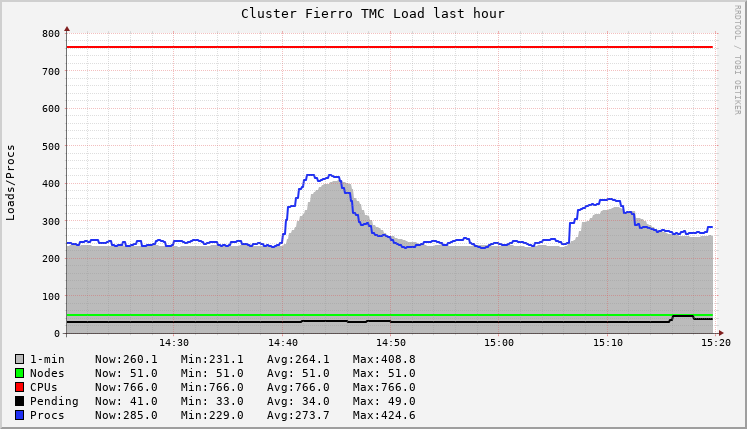 Cluster Fierro TMC Load last hour
RRDTOOL / TOBI OETIKER
Loads/Procs
800
700
600
500
400
300
200
100
0
14:30 14:40 14:50 15:00 15:10 15:20
1-min Now:260.1 Min:231.1 Avg:264.1 Max:408.8
Nodes Now: 51.0 Min: 51.0 Avg: 51.0 Max: 51.0
CPUs Now:766.0 Min:766.0 Avg:766.0 Max:766.0
Pending Now: 41.0 Min: 33.0 Avg: 34.0 Max: 49.0
Procs Now:285.0 Min:229.0 Avg:273.7 Max:424.6